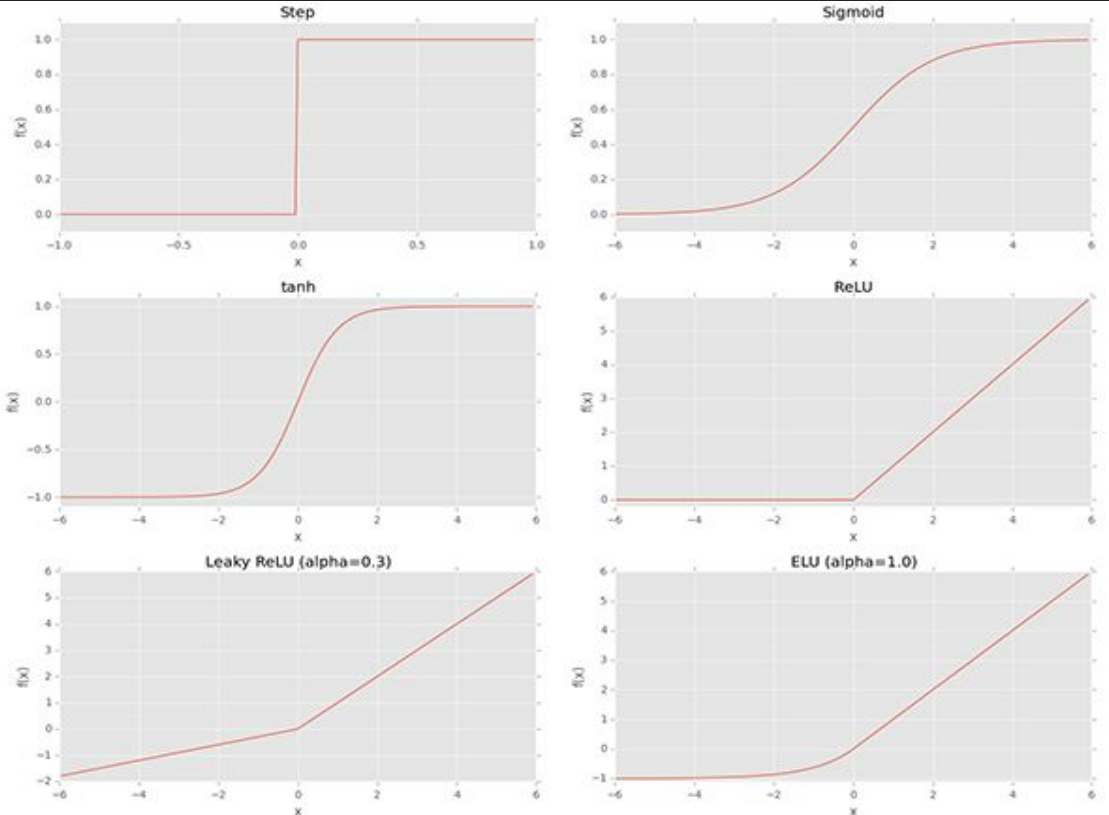 Step
1.0
0.8
0.6
f(x)
0.4
0.2
0.0
−1.0 −0.5 0.0 0.5 1.0
x
Sigmoid
1.0
0.8
0.6
f(x)
0.4
0.2
0.0
−6 −4 −2 0 2 4 6
x
tanh
1.0
0.5
f(x)
0.0
−0.5
−1.0
−6 −4 −2 0 2 4 6
x
ReLU
6
5
4
f(x)
3
2
1
0
−6 −4 −2 0 2 4 6
x
Leaky ReLU (alpha=0.3)
6
5
4
3
f(x)
2
1
0
−1
−2
−6 −4 −2 0 2 4 6
x
ELU (alpha=1.0)
6
5
4
3
f(x)
2
1
0
−1
−6 −4 −2 0 2 4 6
x